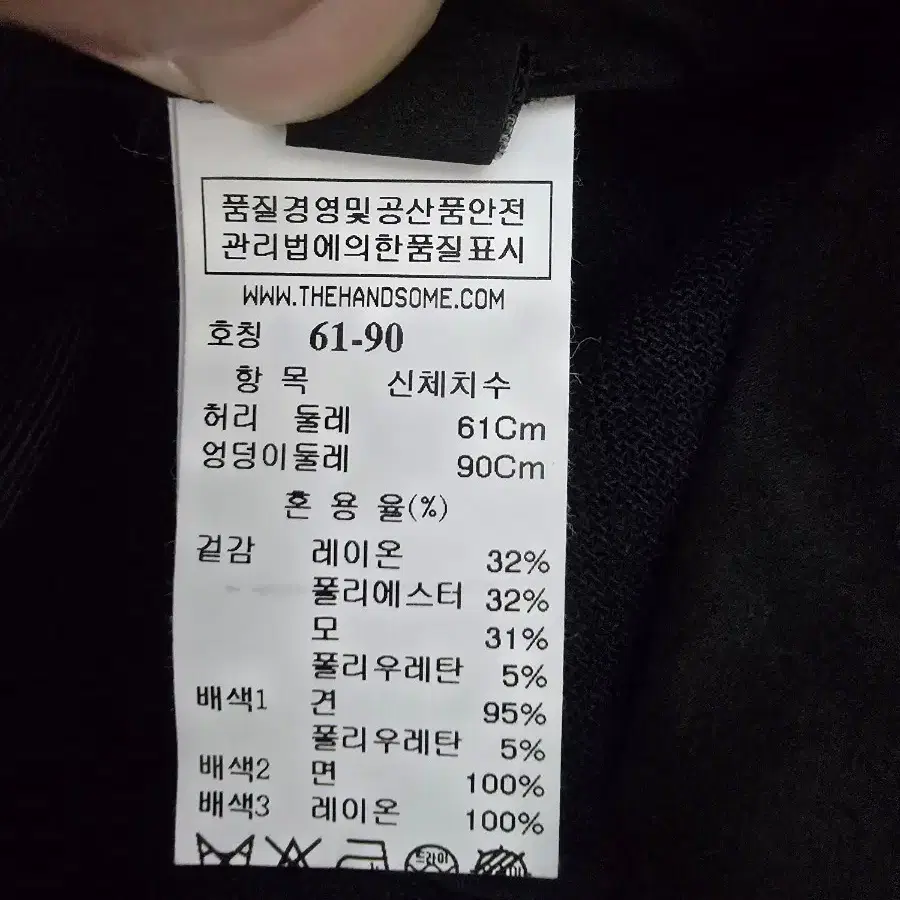 품질경영및공산품안전
관리법에의한품질표시
WWW.THEHANDSOME.COM
호칭 61-90
항 목 신체치수
허리 둘레 61Cm
엉덩이둘레 90Cm
혼 용 율(%)
겉감 레이온 32%
폴리에스터 32%
모 31%
폴리우레탄 5%
배색1 견 95%
폴리우레탄 5%
배색2 면 100%
배색3 레이온 100%
드라이